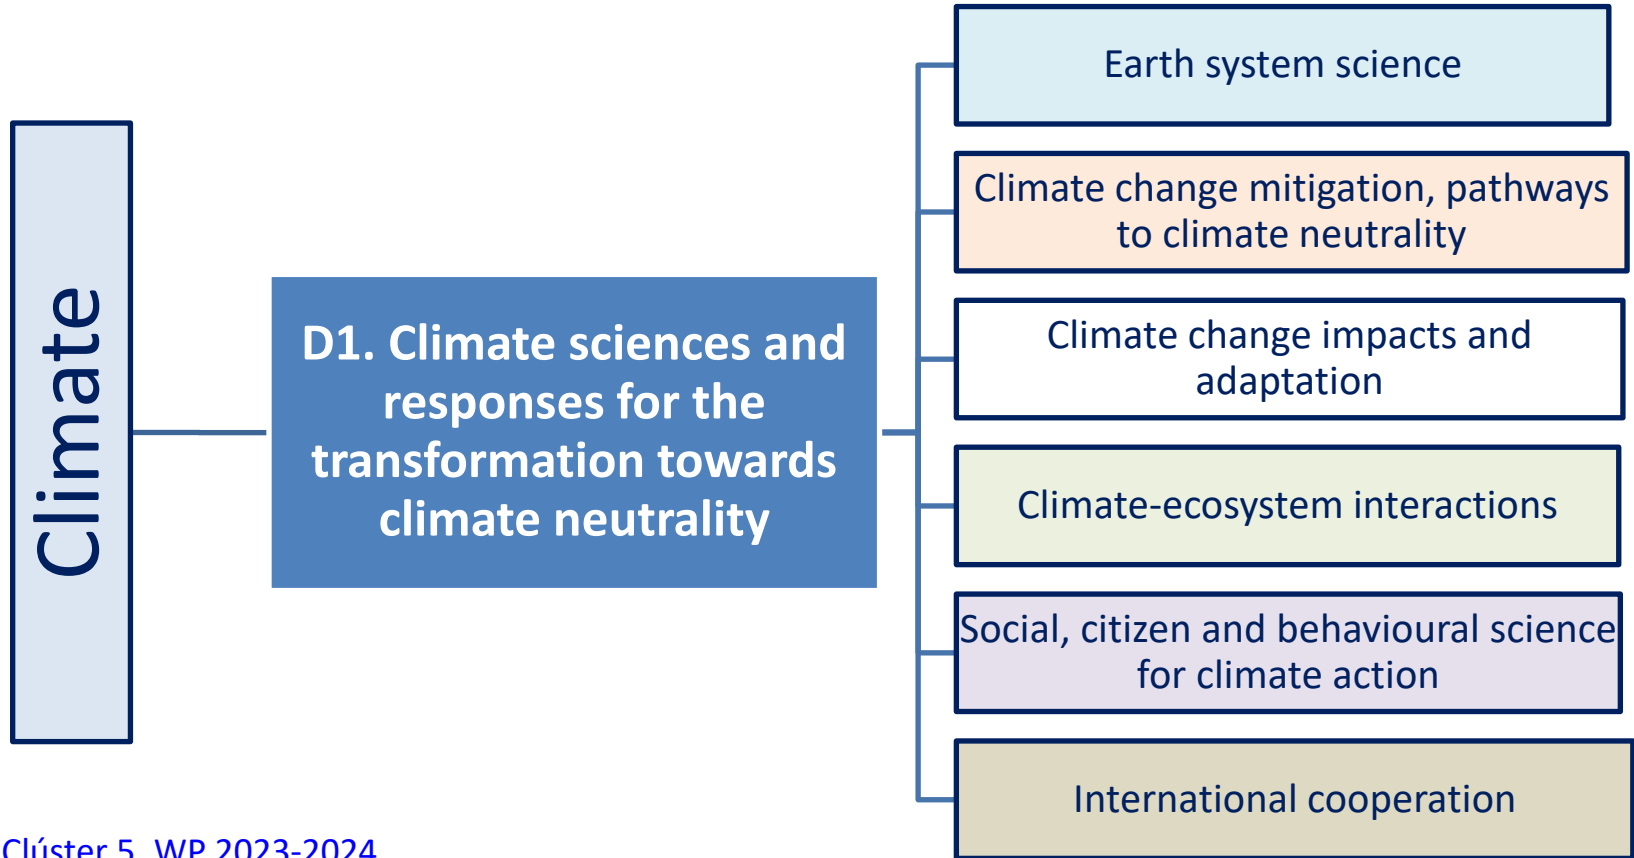 Climate
D1. Climate sciences and
responses for the
transformation towards
climate neutrality
Earth system science
Climate change mitigation, pathways
to climate neutrality
Climate change impacts and
adaptation
Climate-ecosystem interactions
Social, citizen and behavioural science
for climate action
International cooperation
Clúster 5 WP 2023-2024